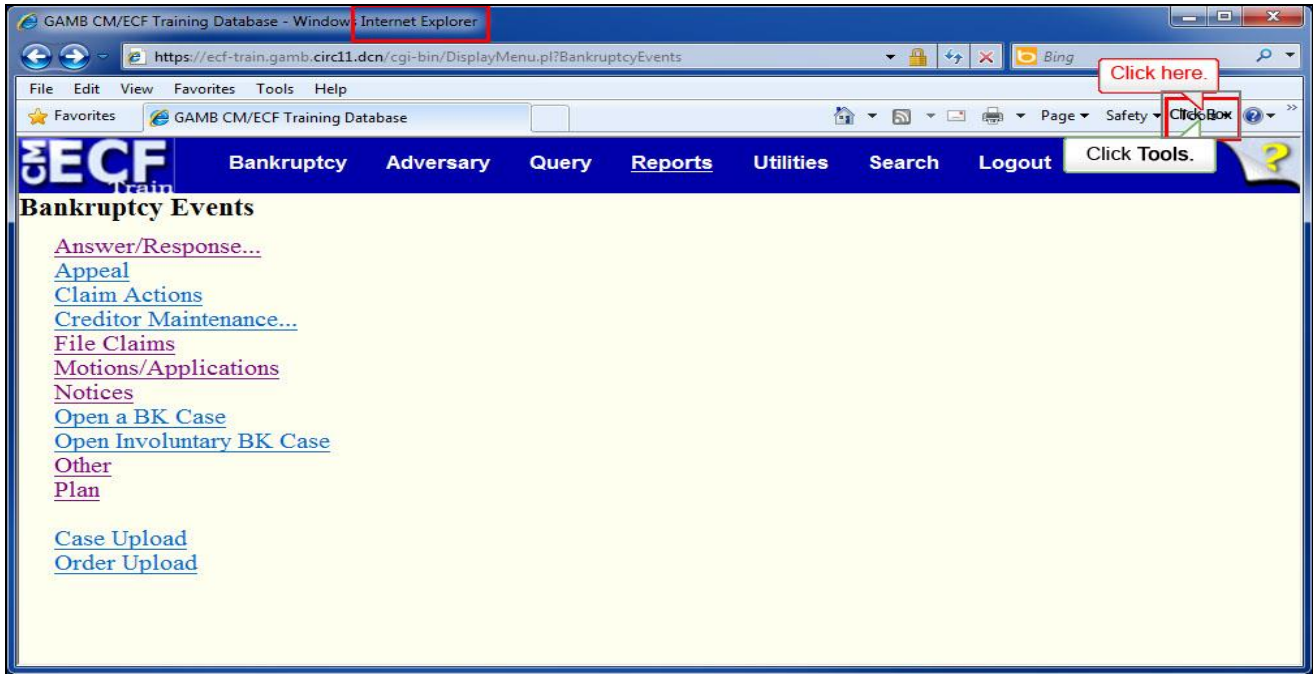 GAMB CM/ECF Training Database - Windows Internet Explorer
https://ecf-train.gamb.circ11.dcn/cgi-bin/DisplayMenu.pl?BankruptcyEvents
Bing
Click here.
File Edit View Favorites Tools Help
Favorites GAMB CM/ECF Training Database Page Safety Click Box
CM ECF Train Bankruptcy Adversary Query Reports Utilities Search Logout Click Tools. ?
Bankruptcy Events
Answer/Response...
Appeal
Claim Actions
Creditor Maintenance...
File Claims
Motions/Applications
Notices
Open a BK Case
Open Involuntary BK Case
Other
Plan
Case Upload
Order Upload